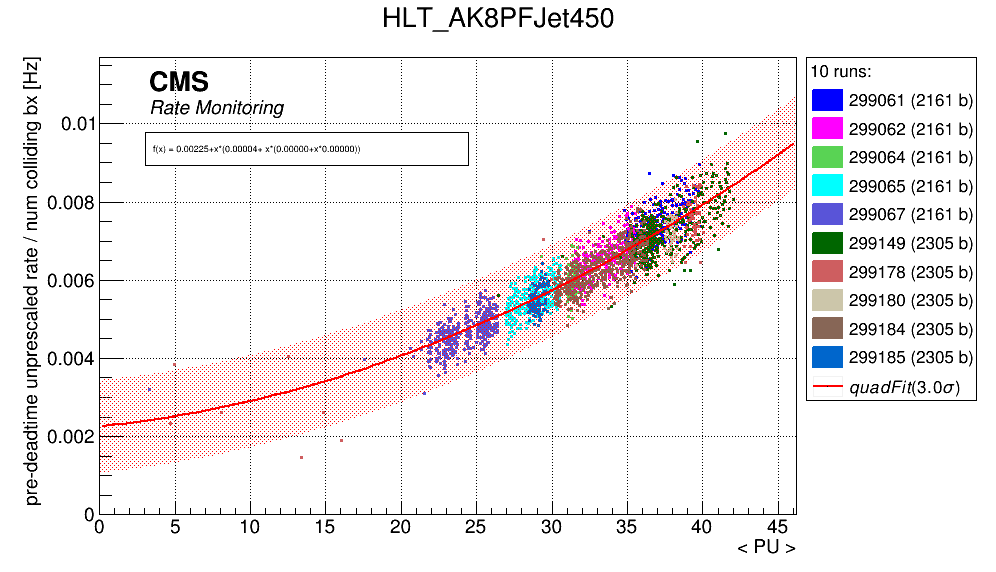 HLT_AK8PFJet450
CMS
Rate Monitoring
f(x) = 0.00225+x*(0.00004+ x*(0.00000+x*0.00000))
pre-deadtime unprescaled rate / num colliding bx [Hz]
0.01
0.008
0.006
0.004
0.002
0
0 5 10 15 20 25 30 35 40 45
< PU >
10 runs:
299061 (2161 b)
299062 (2161 b)
299064 (2161 b)
299065 (2161 b)
299067 (2161 b)
299149 (2305 b)
299178 (2305 b)
299180 (2305 b)
299184 (2305 b)
299185 (2305 b)
quadFit(3.0σ)